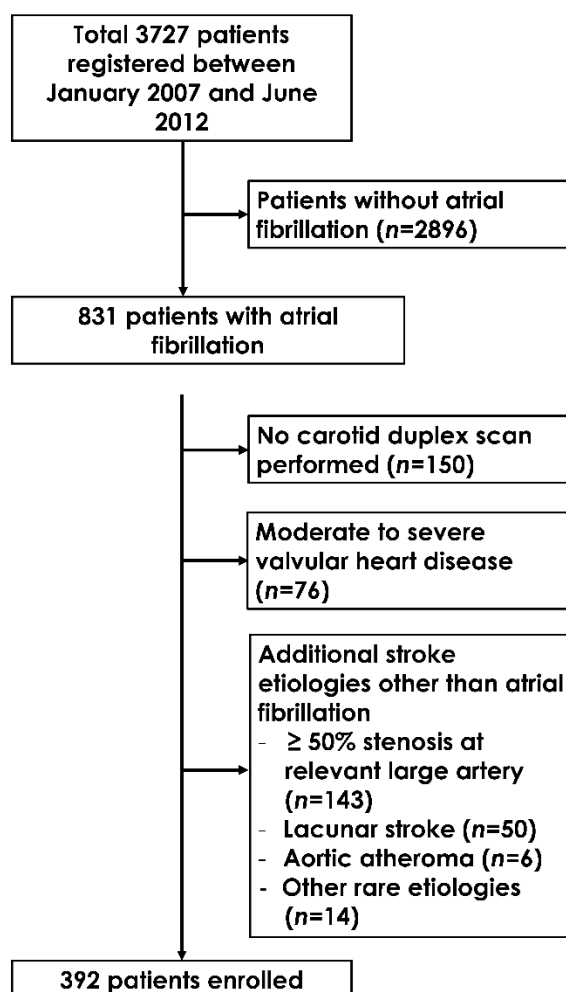 Total 3727 patients
registered between
January 2007 and June
2012
Patients without atrial
fibrillation (n=2896)
831 patients with atrial
fibrillation
No carotid duplex scan
performed (n=150)
Moderate to severe
valvular heart disease
(n=76)
Additional stroke
etiologies other than atrial
fibrillation
- ≥ 50% stenosis at
relevant large artery
(n=143)
- Lacunar stroke (n=50)
- Aortic atheroma (n=6)
- Other rare etiologies
(n=14)
392 patients enrolled